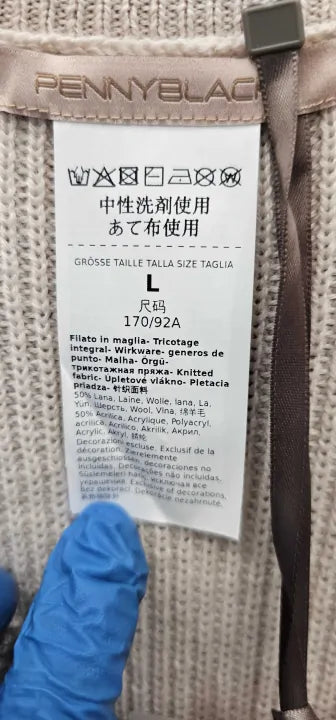 PENNYBLAC
中性洗剤使用
あて布使用
GRÖSSE TAILLE TALLA SIZE TAGLIA
L
尺码
170/92A
Filato in maglia- Tricotage
integral- Wirkware- generos de
punto- Malha- Örgü-
трикотажная пряжа- Knitted
fabric- Upletové vlákno- Pletacia
priadza- 针织面料
50% Lana, Laine, Wolle, lana, La,
Yün, Шерсть, Wool, Vlna, 绵羊毛
50% Acrilica, Acrylique, Polyacryl,
acrilica, Acrílico, Akrilik, Акрил,
Acrylic, Akryl, 腈纶
Decorazioni escluse. Exclusif de la
décoration. Zierelemente
ausgeschlossen, decoraciones no
incluidas. Decorações não incluídas.
Süslemeleri hariç, исключая все
украшения. Exclusive of decorations,
Bez dekorací. Dekorácie nezahrnuté.